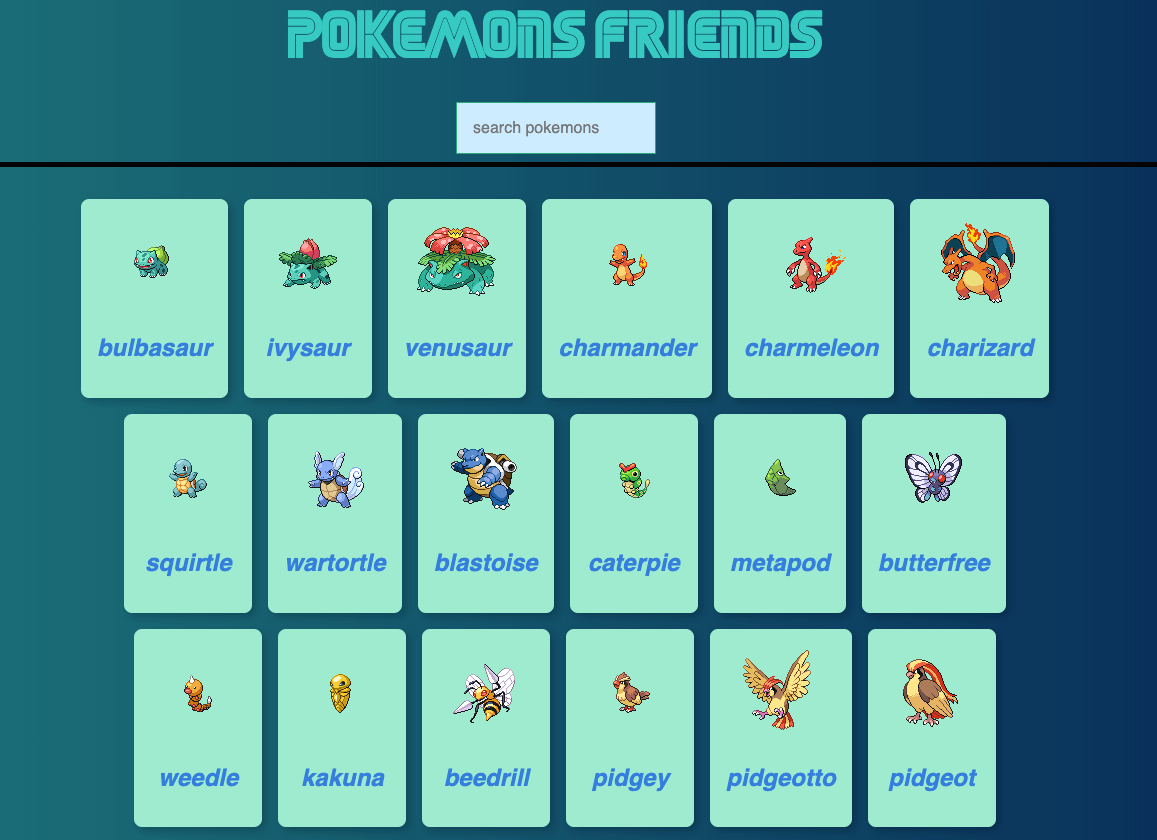 POKEMONS FRIENDS
search pokemons
bulbasaur ivysaur venusaur charmander charmeleon charizard
squirtle wartortle blastoise caterpie metapod butterfree
weedle kakuna beedrill pidgey pidgeotto pidgeot